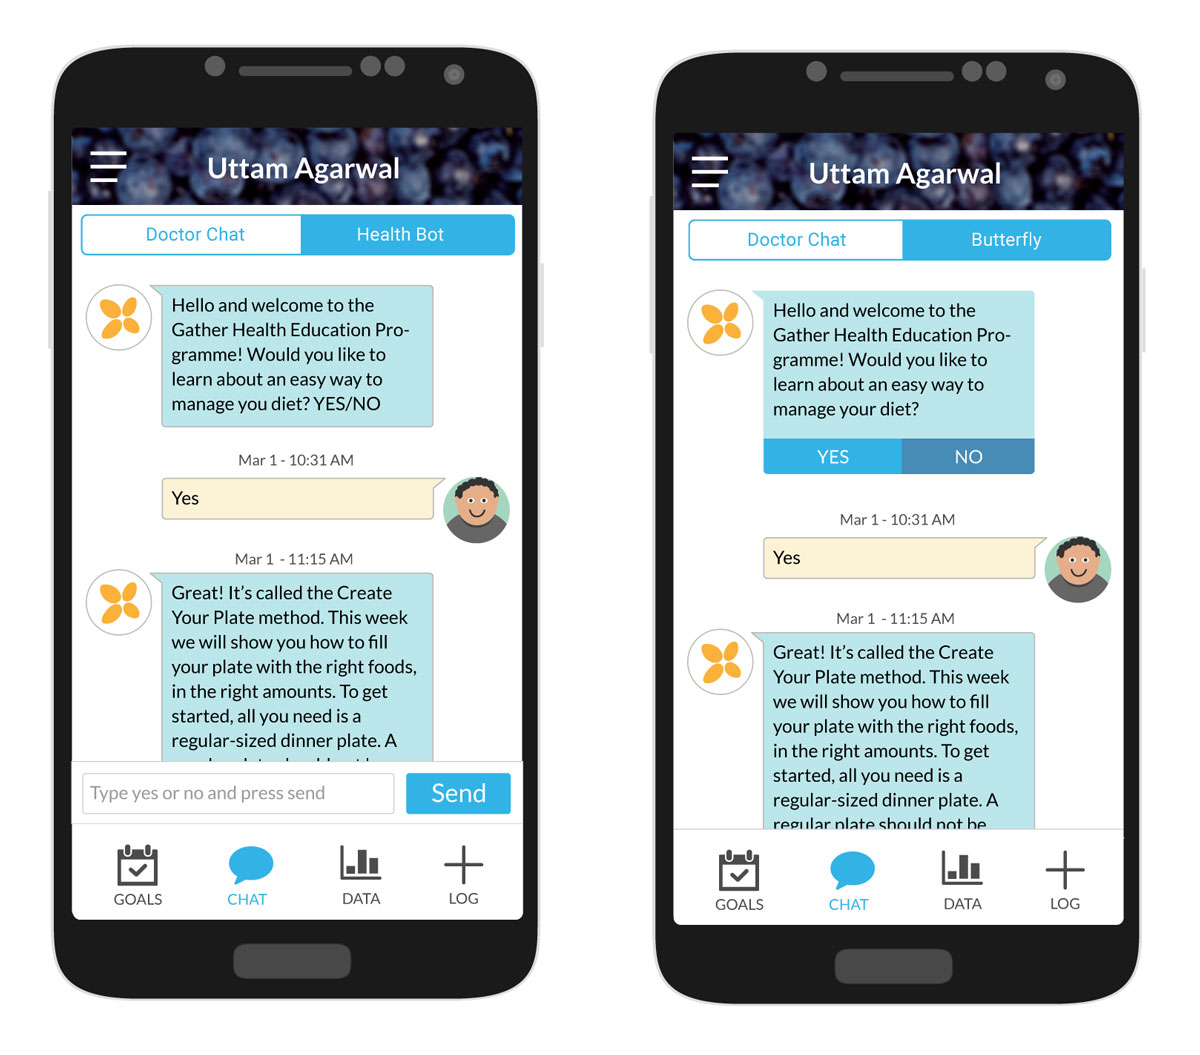 Uttam Agarwal
Doctor Chat
Health Bot
Hello and welcome to the
Gather Health Education Pro-
gramme! Would you like to
learn about an easy way to
manage you diet? YES/NO
Mar 1 - 10:31 AM
Yes
Mar 1 - 11:15 AM
Great! It's called the Create
Your Plate method. This week
we will show you how to fill
your plate with the right foods,
in the right amounts. To get
started, all you need is a
regular-sized dinner plate. A
Type yes or no and press send
Send
GOALS
CHAT
DATA
LOG
Uttam Agarwal
Doctor Chat
Butterfly
Hello and welcome to the
Gather Health Education Pro-
gramme! Would you like to
learn about an easy way to
manage your diet?
YES
NO
Mar 1 - 10:31 AM
Yes
Mar 1 - 11:15 AM
Great! It's called the Create
Your Plate method. This week
we will show you how to fill
your plate with the right foods,
in the right amounts. To get
started, all you need is a
regular-sized dinner plate. A
regular plate should not be
GOALS
CHAT
DATA
LOG